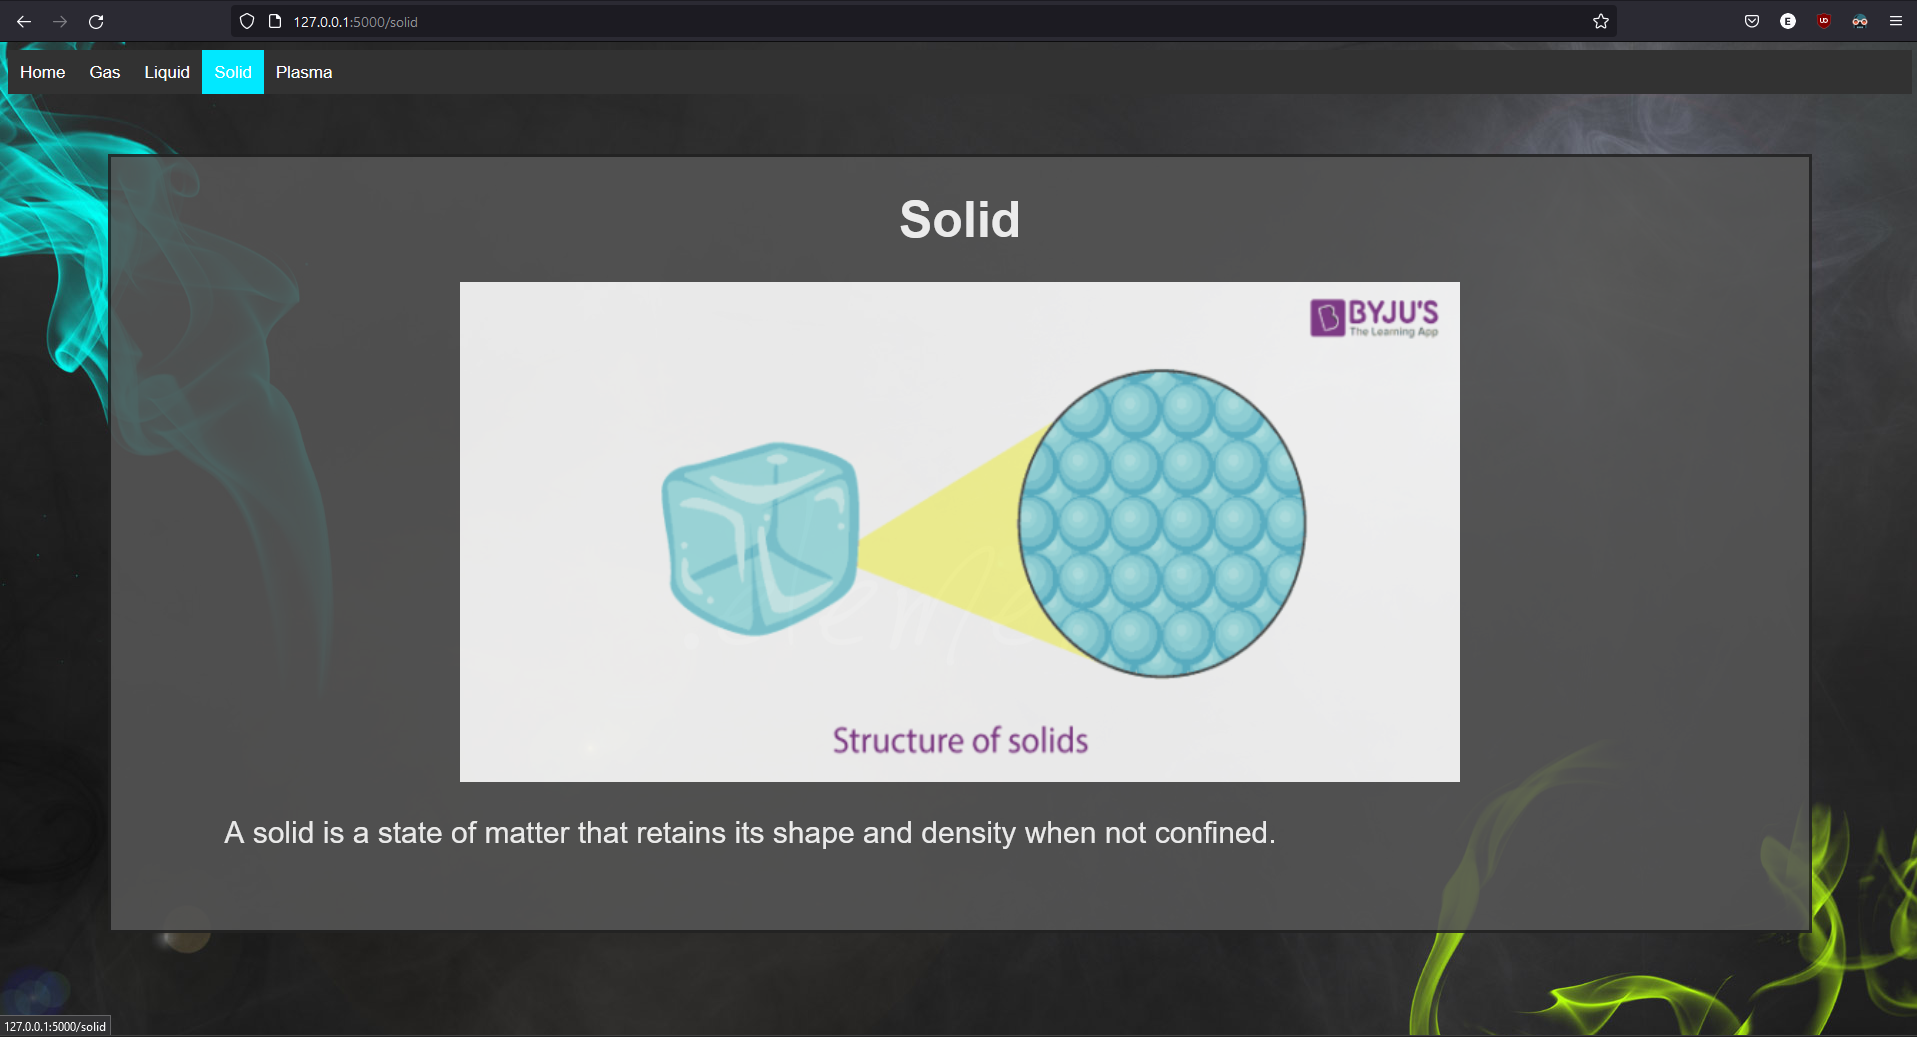 127.0.0.1:5000/solid
Home Gas Liquid Solid Plasma
Solid
BYJU'S
The Learning App
Structure of solids
A solid is a state of matter that retains its shape and density when not confined.
127.0.0.1:5000/solid